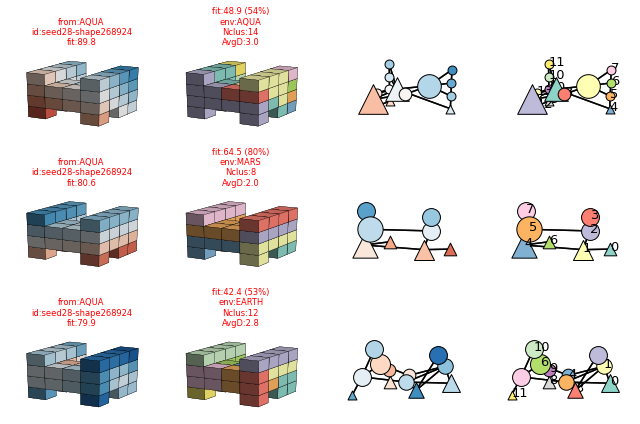 from:AQUA
id:seed28-shape268924
fit:89.8
fit:48.9 (54%)
env:AQUA
Nclus:14
AvgD:3.0
11
10
7
6
5
4
from:AQUA
id:seed28-shape268924
fit:80.6
fit:64.5 (80%)
env:MARS
Nclus:8
AvgD:2.0
7
3
5
2
4
6
1
0
from:AQUA
id:seed28-shape268924
fit:79.9
fit:42.4 (53%)
env:EARTH
Nclus:12
AvgD:2.8
10
6
1
9
4
8
0
3
11